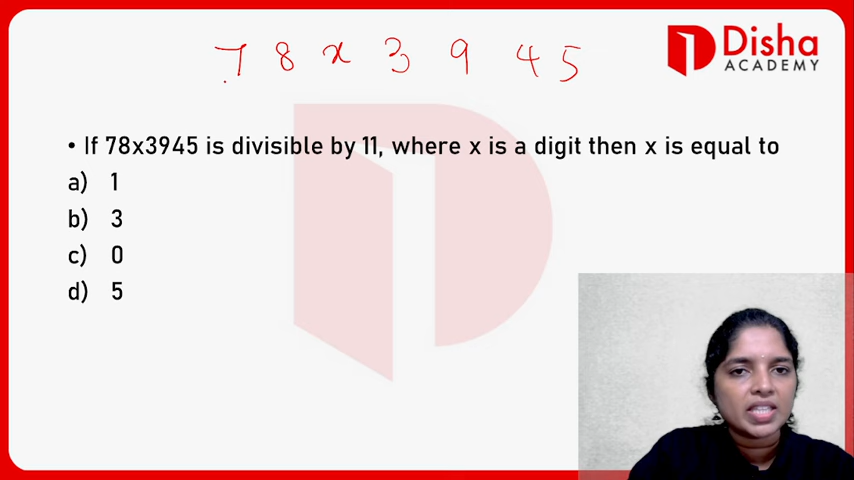 7 8 x 3 9 4 5
Disha
ACADEMY
• If 78x3945 is divisible by 11, where x is a digit then x is equal to
a) 1
b) 3
c) 0
d) 5